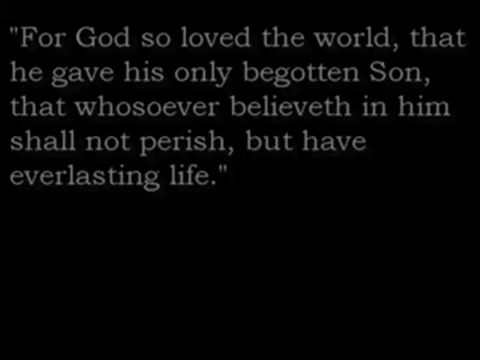 "For God so loved the world, that
he gave his only begotten Son,
that whosoever believeth in him
shall not perish, but have
everlasting life."